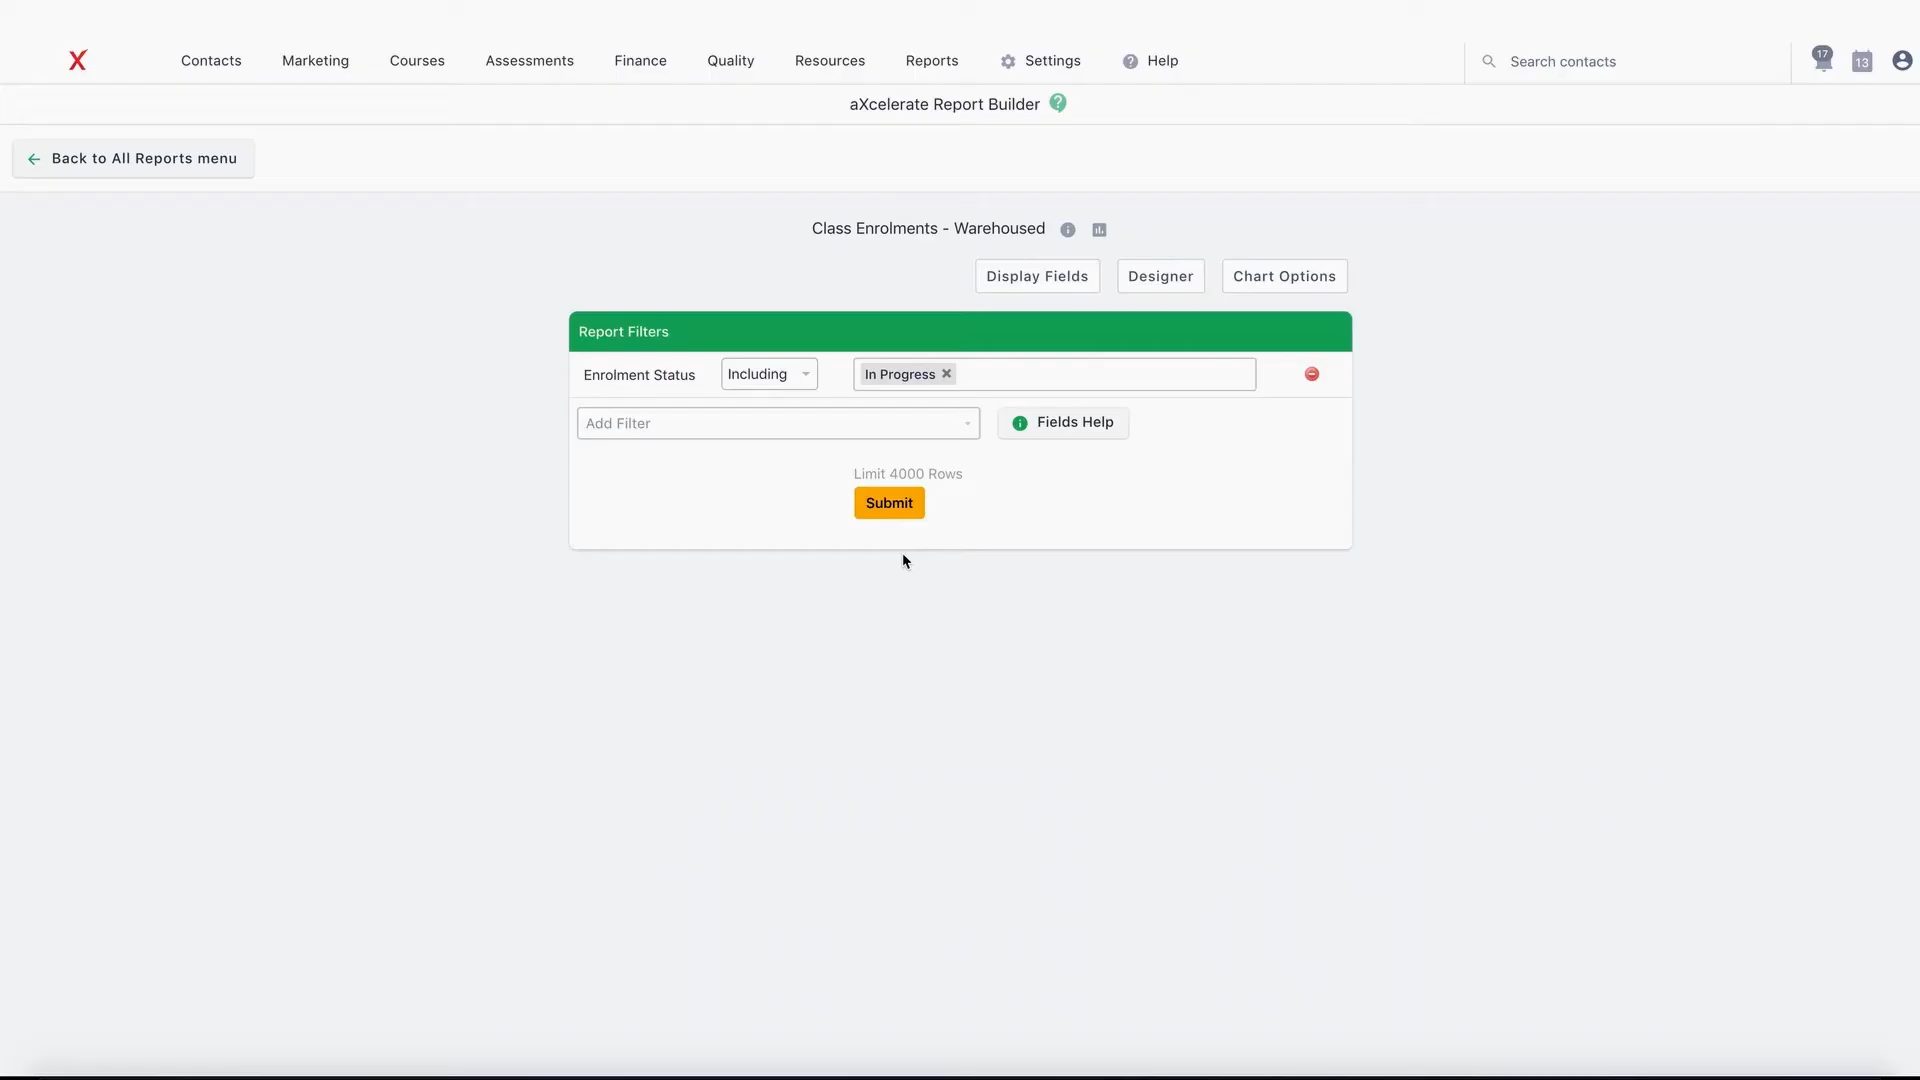 X Contacts Marketing Courses Assessments Finance Quality Resources Reports Settings ? Help Search contacts 17 13
aXcelerate Report Builder ?
Back to All Reports menu
Class Enrolments - Warehoused
Display Fields Designer Chart Options
Report Filters
Enrolment Status Including In Progress
Add Filter Fields Help
Limit 4000 Rows
Submit